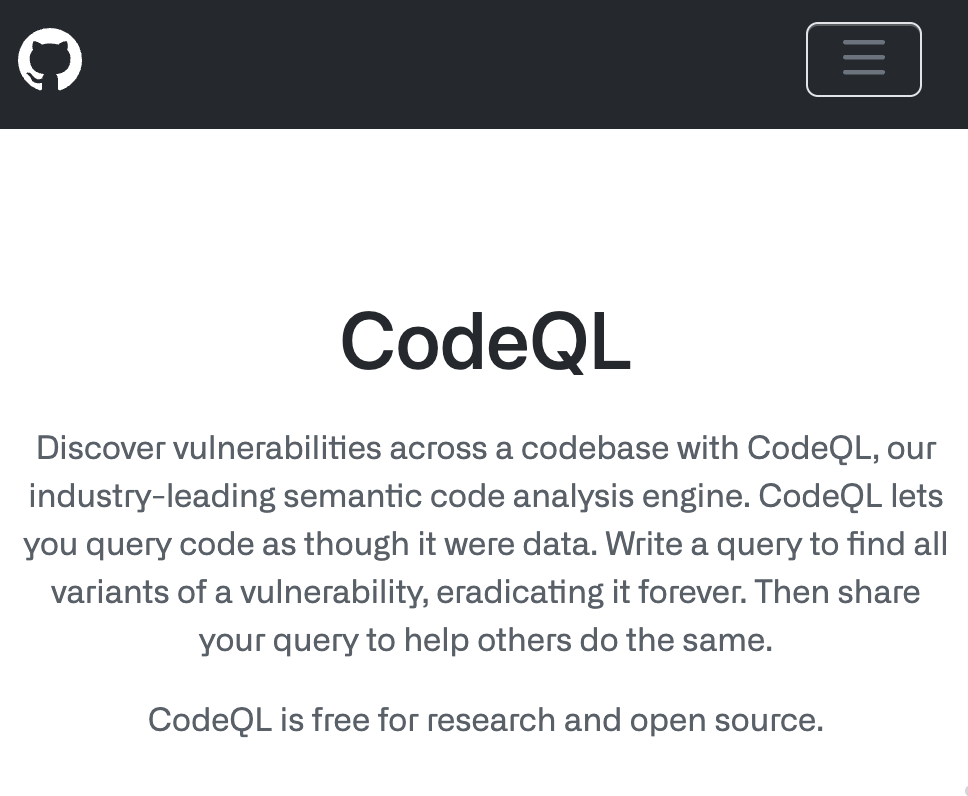 CodeQL
Discover vulnerabilities across a codebase with CodeQL, our
industry-leading semantic code analysis engine. CodeQL lets
you query code as though it were data. Write a query to find all
variants of a vulnerability, eradicating it forever. Then share
your query to help others do the same.
CodeQL is free for research and open source.